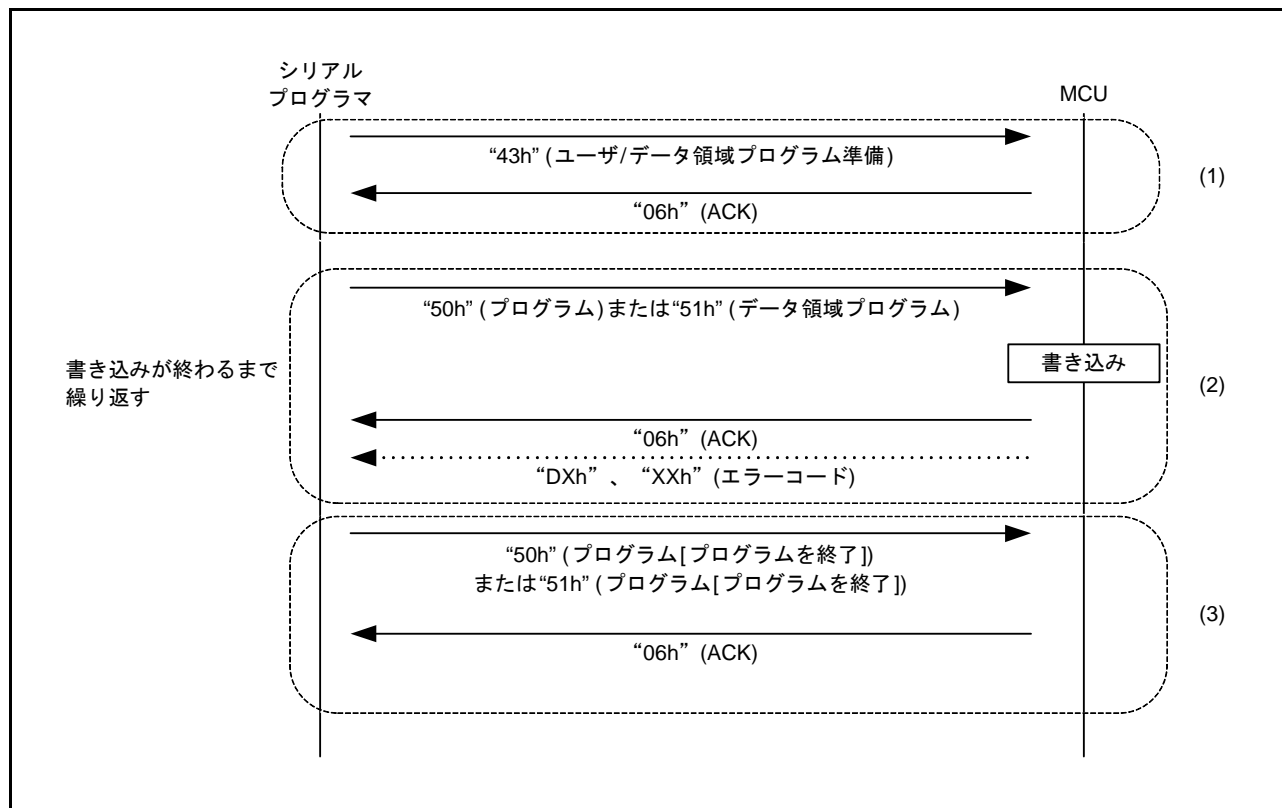 シリアル
プログラマ
MCU
“43h” (ユーザ/データ領域プログラム準備)
“06h” (ACK)
(1)
“50h” (プログラム)または“51h” (データ領域プログラム)
書き込み
書き込みが終わるまで
繰り返す
(2)
“06h” (ACK)
“DXh” 、 “XXh” (エラーコード)
“50h” (プログラム[プログラムを終了])
または“51h” (プログラム[プログラムを終了])
(3)
“06h” (ACK)